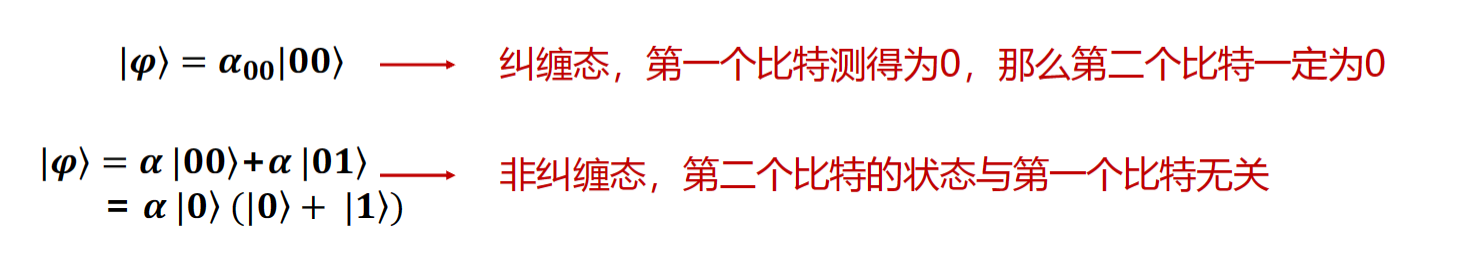 |φ⟩ = α₀₀|00⟩ → 纠缠态，第一个比特测得为0，那么第二个比特一定为0
|φ⟩ = α |00⟩+α |01⟩ → 非纠缠态，第二个比特的状态与第一个比特无关
= α |0⟩ (|0⟩ + |1⟩)